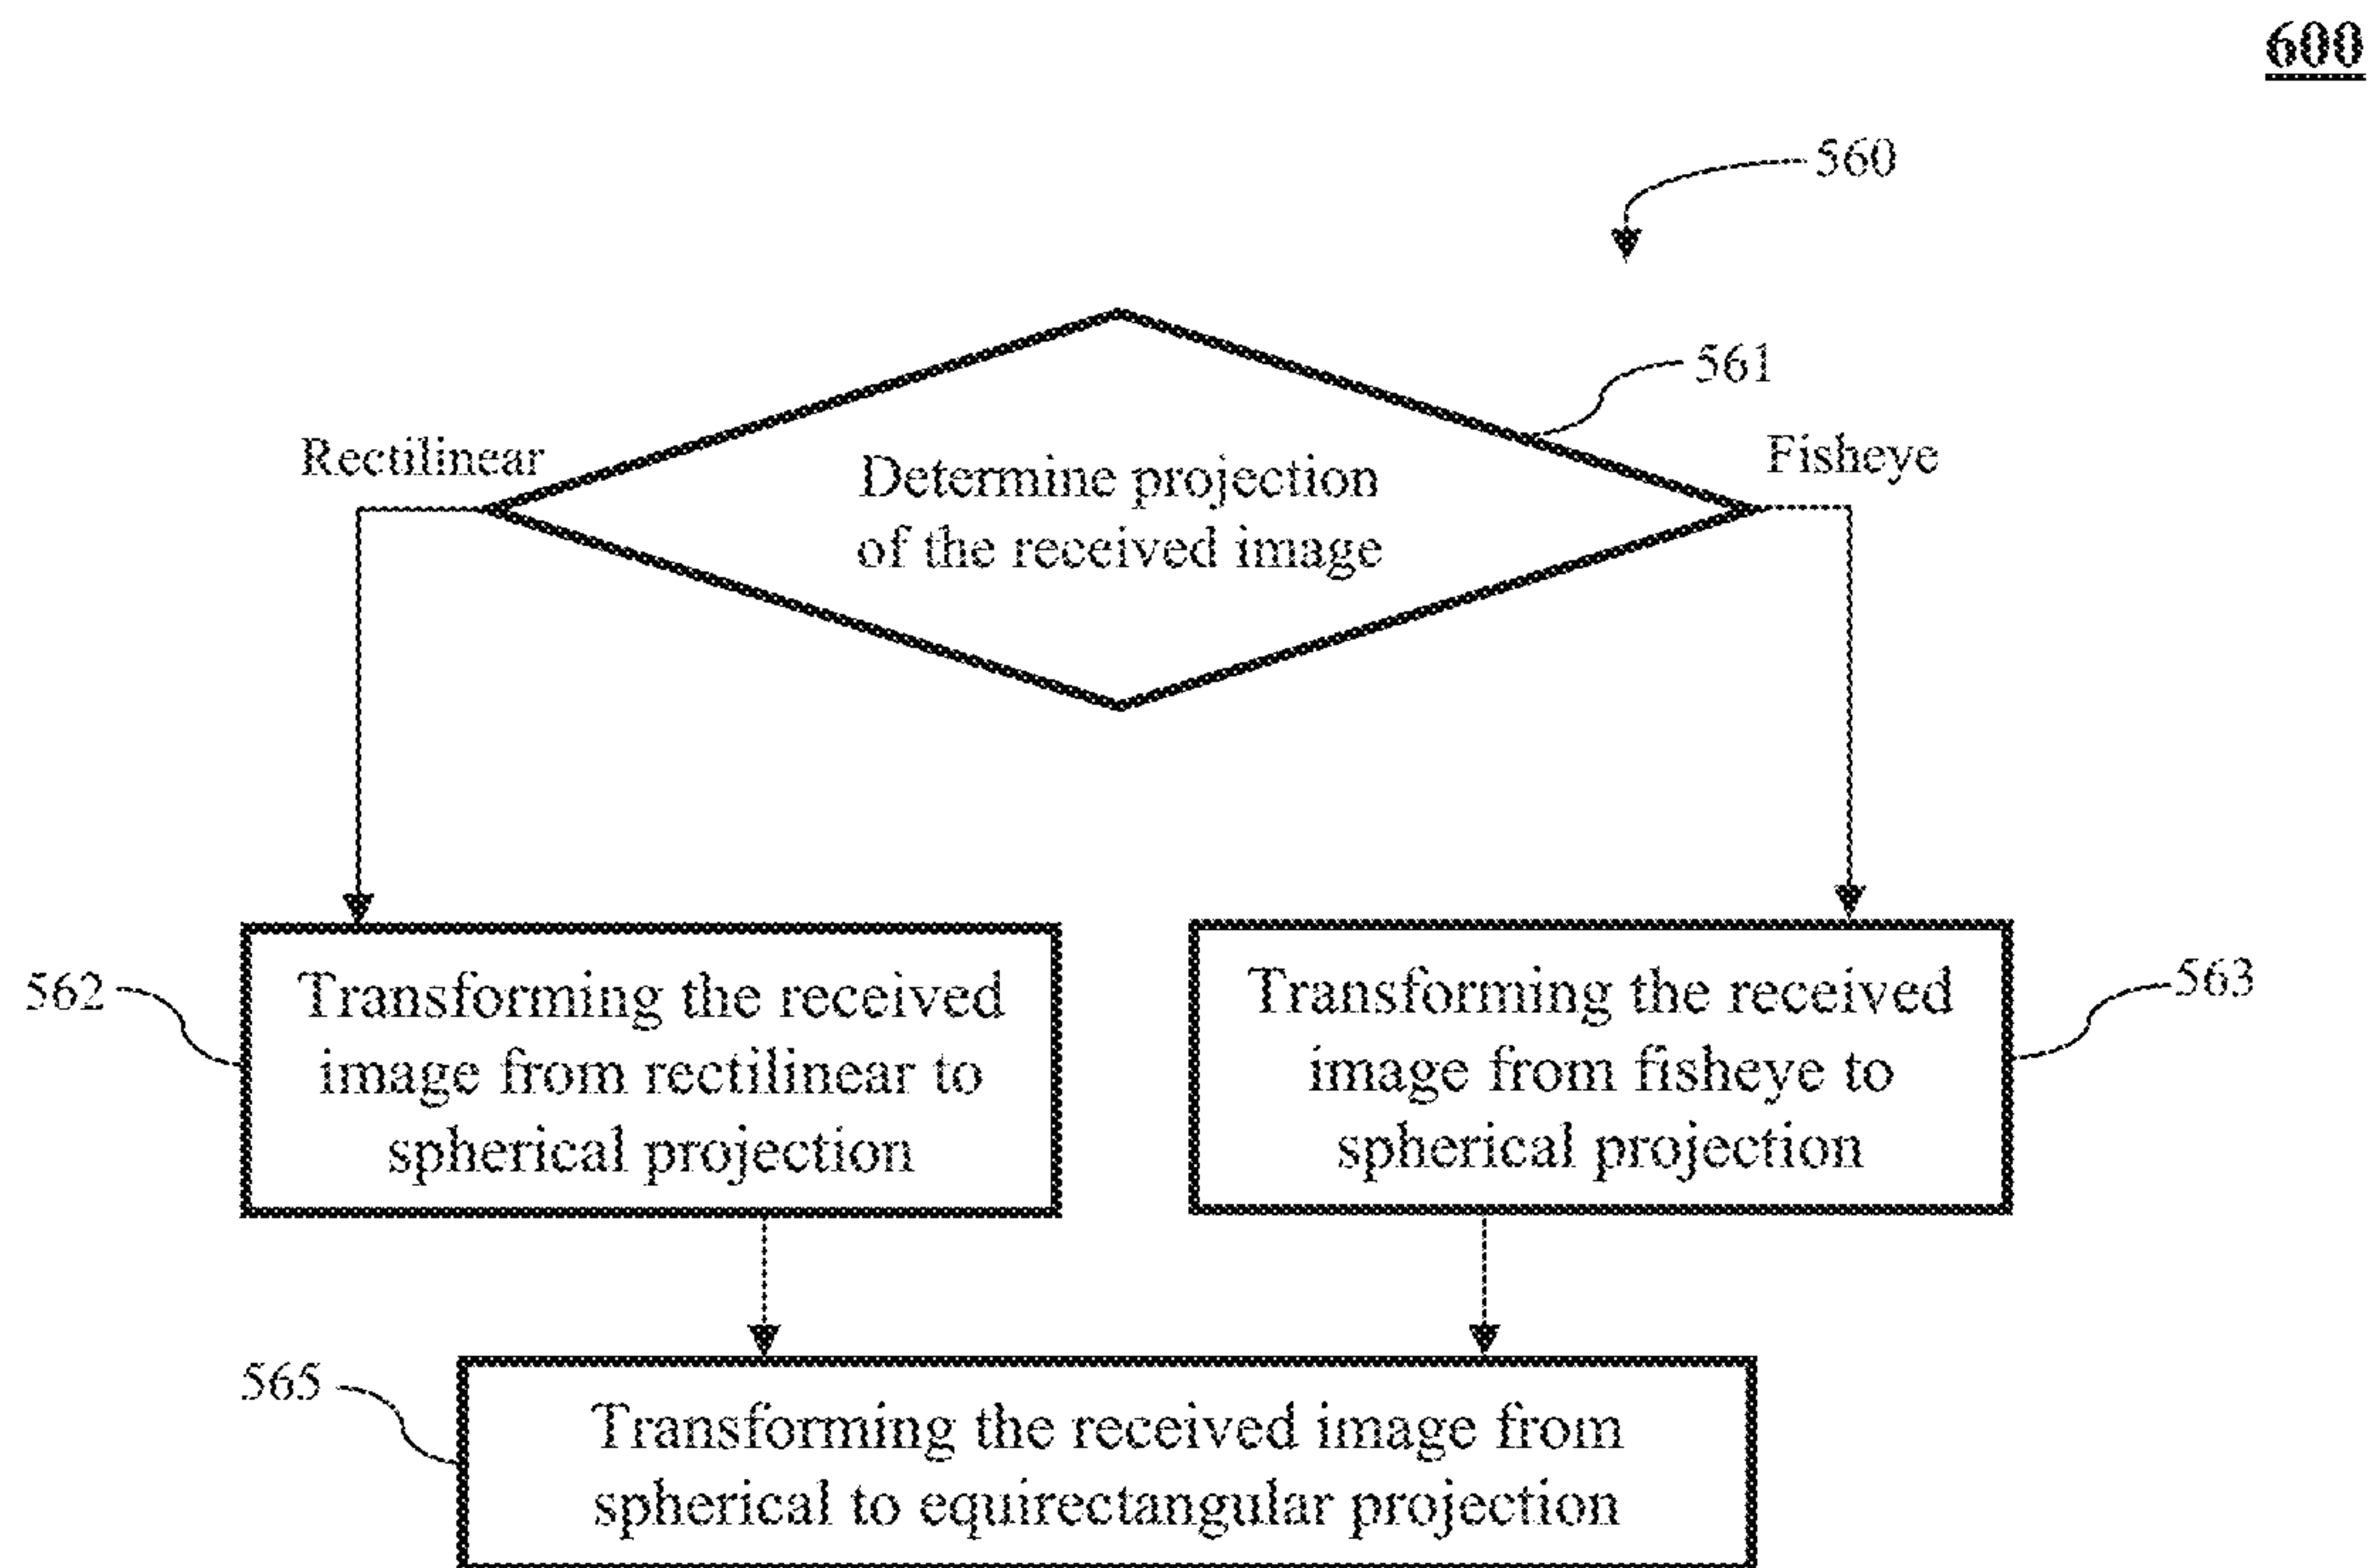 600
560
561
Rectilinear
Fisheye
Determine projection
of the received image
562
Transforming the received
image from rectilinear to
spherical projection
Transforming the received
image from fisheye to
spherical projection
563
565
Transforming the received image from
spherical to equirectangular projection